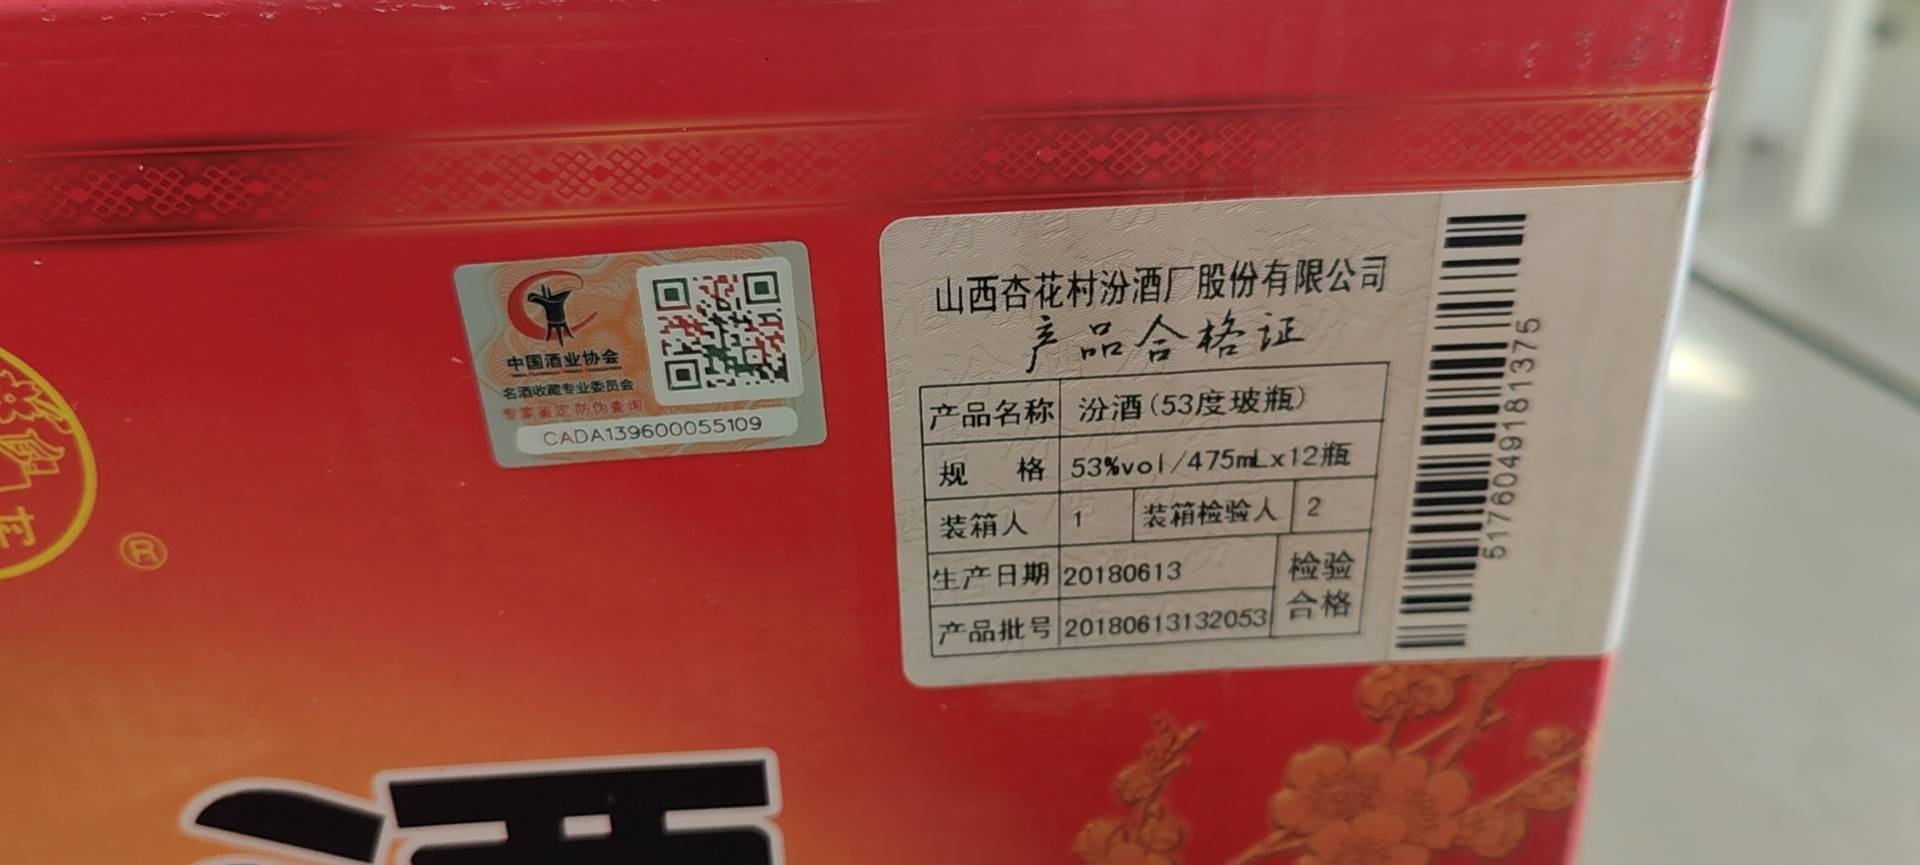 中国酒业协会
名酒收藏专业委员会
专家鉴定 防伪查询
CADA139600055109
®
山西杏花村汾酒厂股份有限公司
产品合格证
产品名称 汾酒(53度玻瓶)
规 格 53%vol/475mLx12瓶
装箱人 1 装箱检验人 2
生产日期 20180613 检验
产品批号 20180613132053 合格
5176049181375
酒